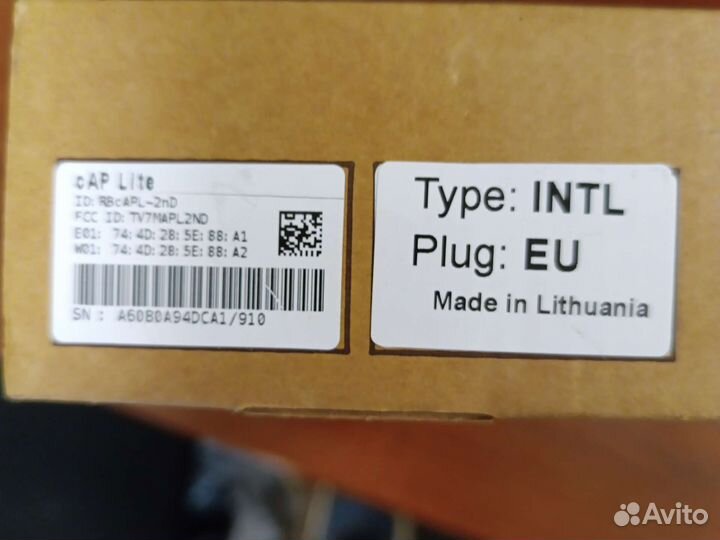 cAP Lite
ID: RBcAPL-2nD
FCC ID: TV7MAPL2ND
E01: 74:4D:28:5E:88:A1
W01: 74:4D:28:5E:88:A2
SN: A60B0A94DCA1/910
Type: INTL
Plug: EU
Made in Lithuania
Avito